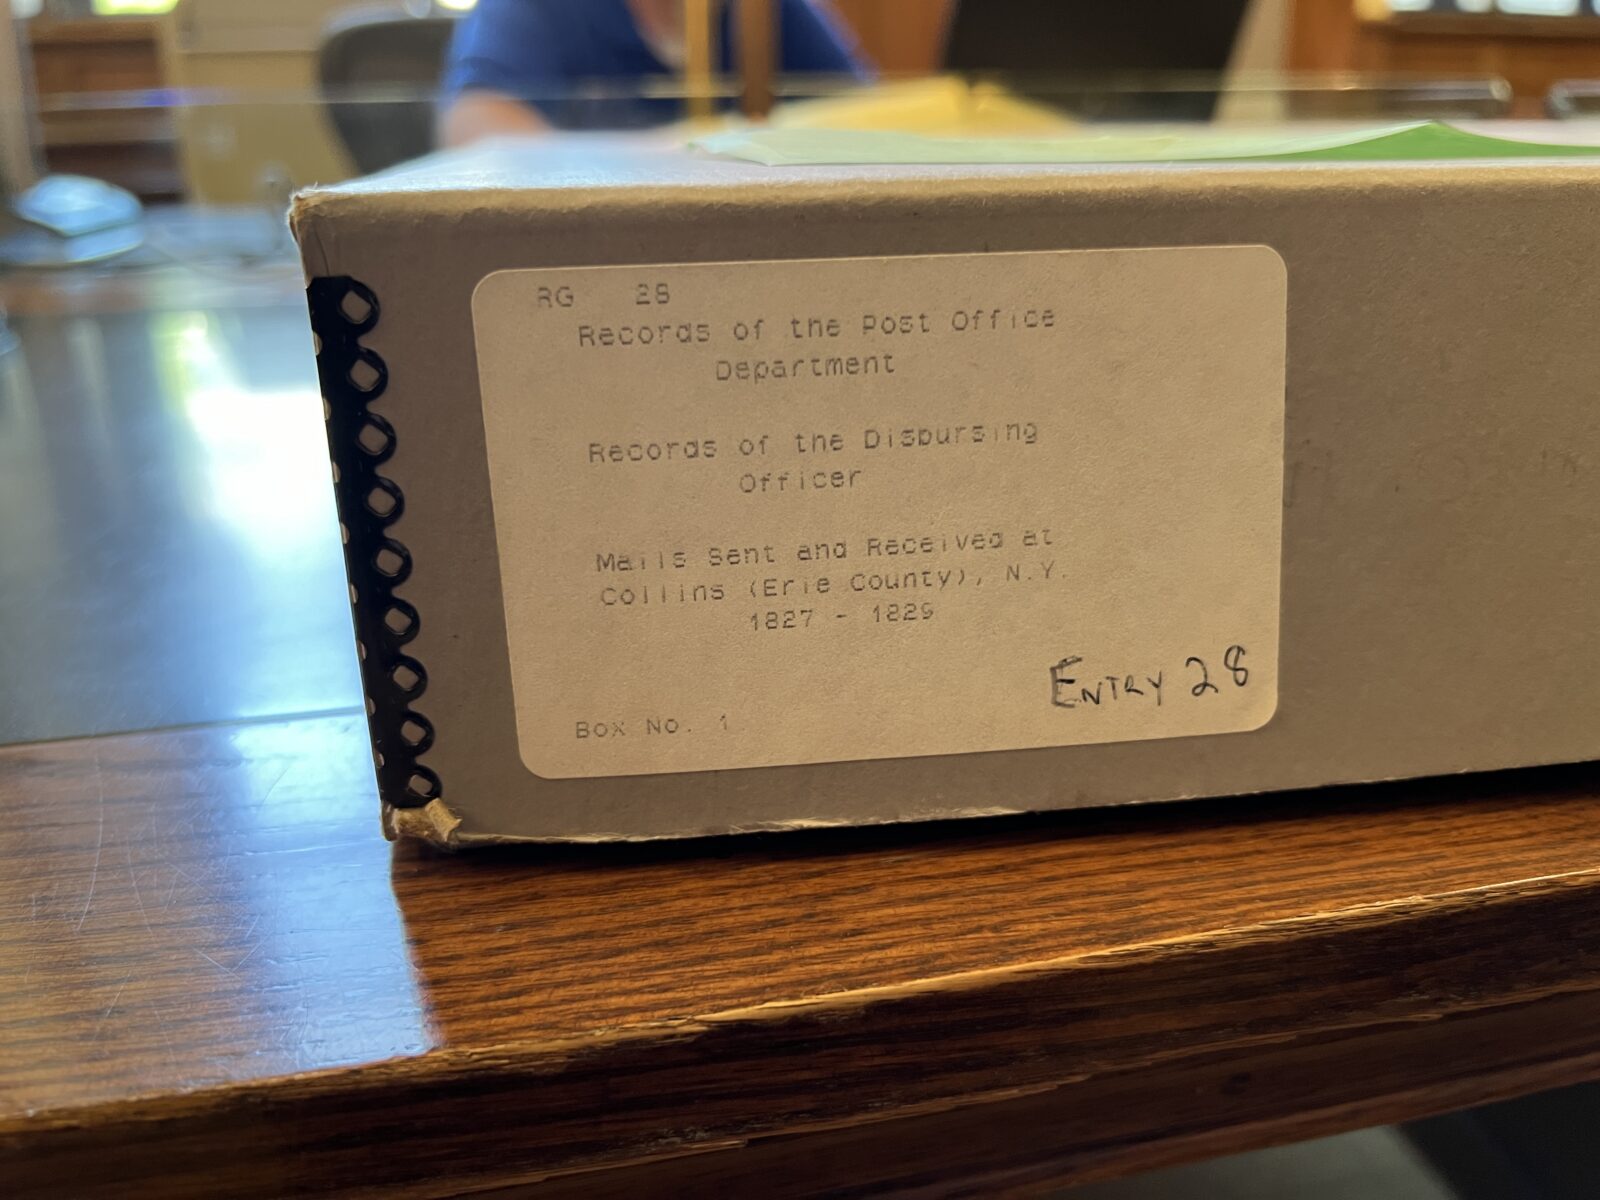 RG 28
Records of the Post Office
Department
Records of the Disbursing
Officer
Mails Sent and Received at
Collins (Erie County), N.Y.
1827 - 1829
ENTRY 28
Box No. 1